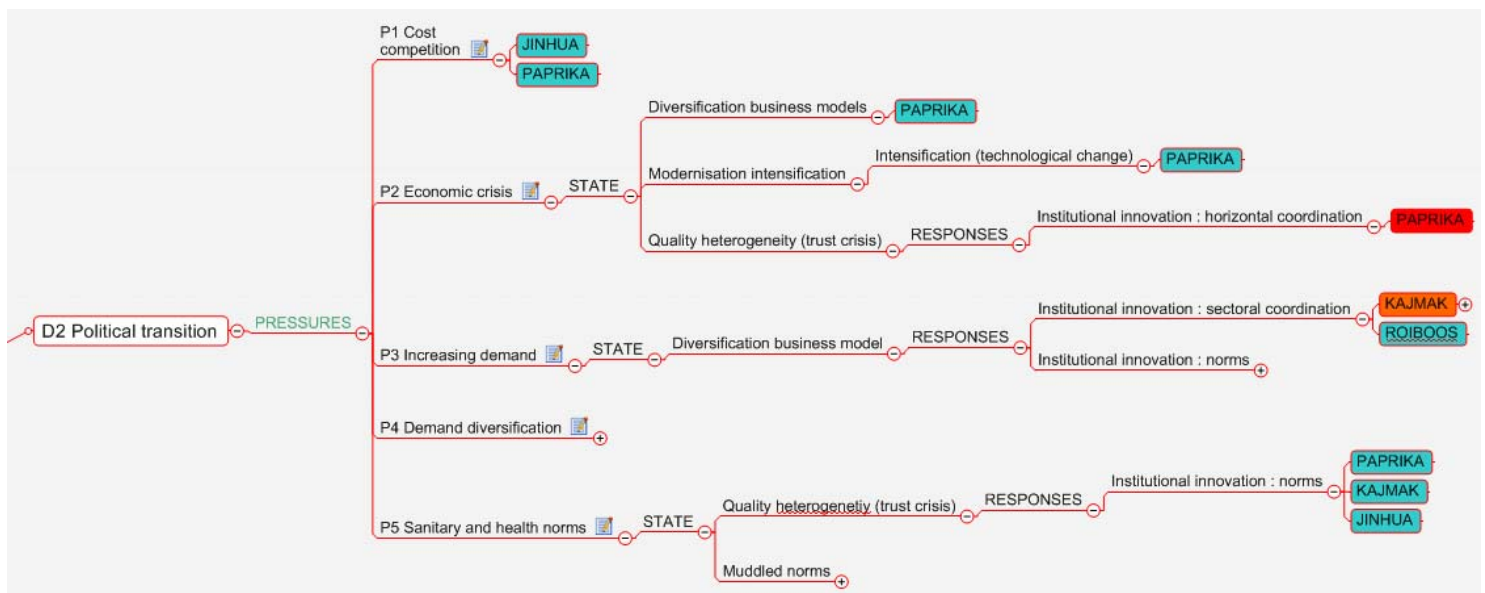 P1 Cost
competition
JINHUA
PAPRIKA
Diversification business models
PAPRIKA
Intensification (technological change)
PAPRIKA
Modernisation intensification
P2 Economic crisis
STATE
Institutional innovation : horizontal coordination
PAPRIKA
Quality heterogeneity (trust crisis)
RESPONSES
D2 Political transition
PRESSURES
Institutional innovation : sectoral coordination
KAJMAK
ROIBOOS
P3 Increasing demand
STATE
Diversification business model
RESPONSES
Institutional innovation : norms
P4 Demand diversification
PAPRIKA
Institutional innovation : norms
KAJMAK
JINHUA
Quality heterogenetiy (trust crisis)
RESPONSES
P5 Sanitary and health norms
STATE
Muddled norms